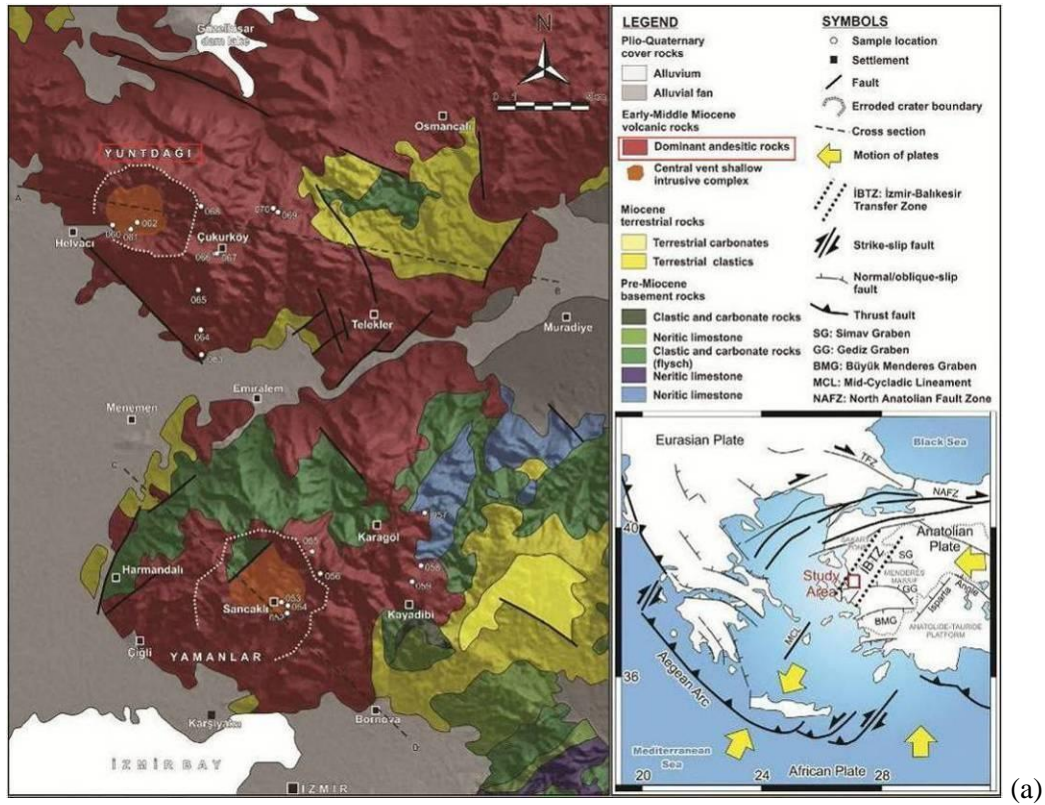 Güzelhisar
dam lake
N
Osmancalı
YUNTDAĞI
A
070
069
068
002
060
061
Helvacı
Çukurköy
066
067
065
B
064
Telekler
Muradiye
063
Emiralem
Menemen
C
057
Karagöl
055
058
Harmandalı
056
059
053
Sancaklı
054
052
Kayadibi
Çiğli
YAMANLAR
Karşıyaka
Bornova
D
İZMİR BAY
İZMİR
LEGEND
Plio-Quaternary
cover rocks
Alluvium
Alluvial fan
Early-Middle Miocene
volcanic rocks
Dominant andesitic rocks
Central vent shallow
intrusive complex
Miocene
terrestrial rocks
Terrestrial carbonates
Terrestrial clastics
Pre-Miocene
basement rocks
Clastic and carbonate rocks
Neritic limestone
Clastic and carbonate rocks
(flysch)
Neritic limestone
Neritic limestone
SYMBOLS
Sample location
Settlement
Fault
Erroded crater boundary
Cross section
Motion of plates
İBTZ: İzmir-Balıkesir
Transfer Zone
Strike-slip fault
Normal/oblique-slip
fault
Thrust fault
SG: Simav Graben
GG: Gediz Graben
BMG: Büyük Menderes Graben
MCL: Mid-Cycladic Lineament
NAFZ: North Anatolian Fault Zone
Eurasian Plate
Black Sea
TFZ
NAFZ
40
Anatolian
Plate
İBTZ
SG
Study
Area
MENDERES
MASSIF
GG
Isparta
Angle
BMG
ANATOLIDE-TAURIDE
PLATFORM
MCL
36
Aegean Arc
Mediterranean
Sea
African Plate
20
24
28
(a)